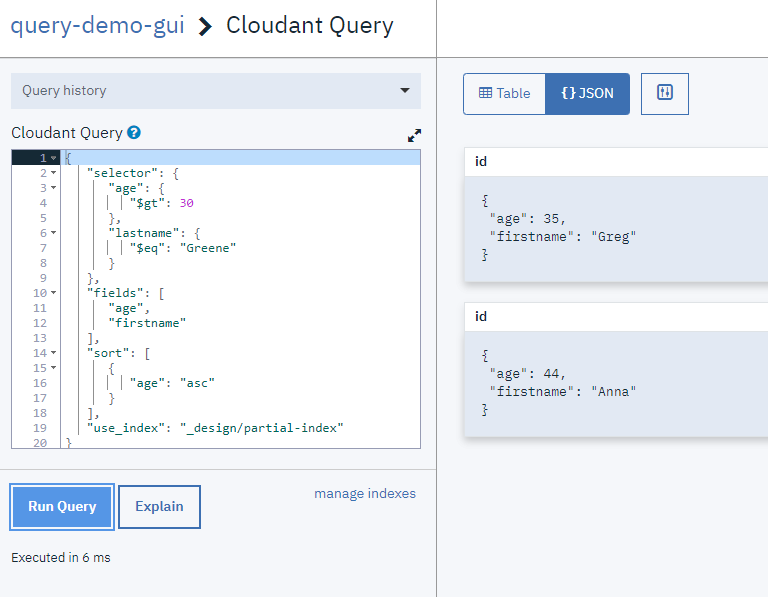 query-demo-gui > Cloudant Query
Query history
Cloudant Query ?
1 {
2 "selector": {
3 "age": {
4 "$gt": 30
5 },
6 "lastname": {
7 "$eq": "Greene"
8 }
9 },
10 "fields": [
11 "age",
12 "firstname"
13 ],
14 "sort": [
15 {
16 "age": "asc"
17 }
18 ],
19 "use_index": "_design/partial-index"
20 }
Run Query
Explain
manage indexes
Executed in 6 ms
Table
{} JSON
id
{
"age": 35,
"firstname": "Greg"
}
id
{
"age": 44,
"firstname": "Anna"
}